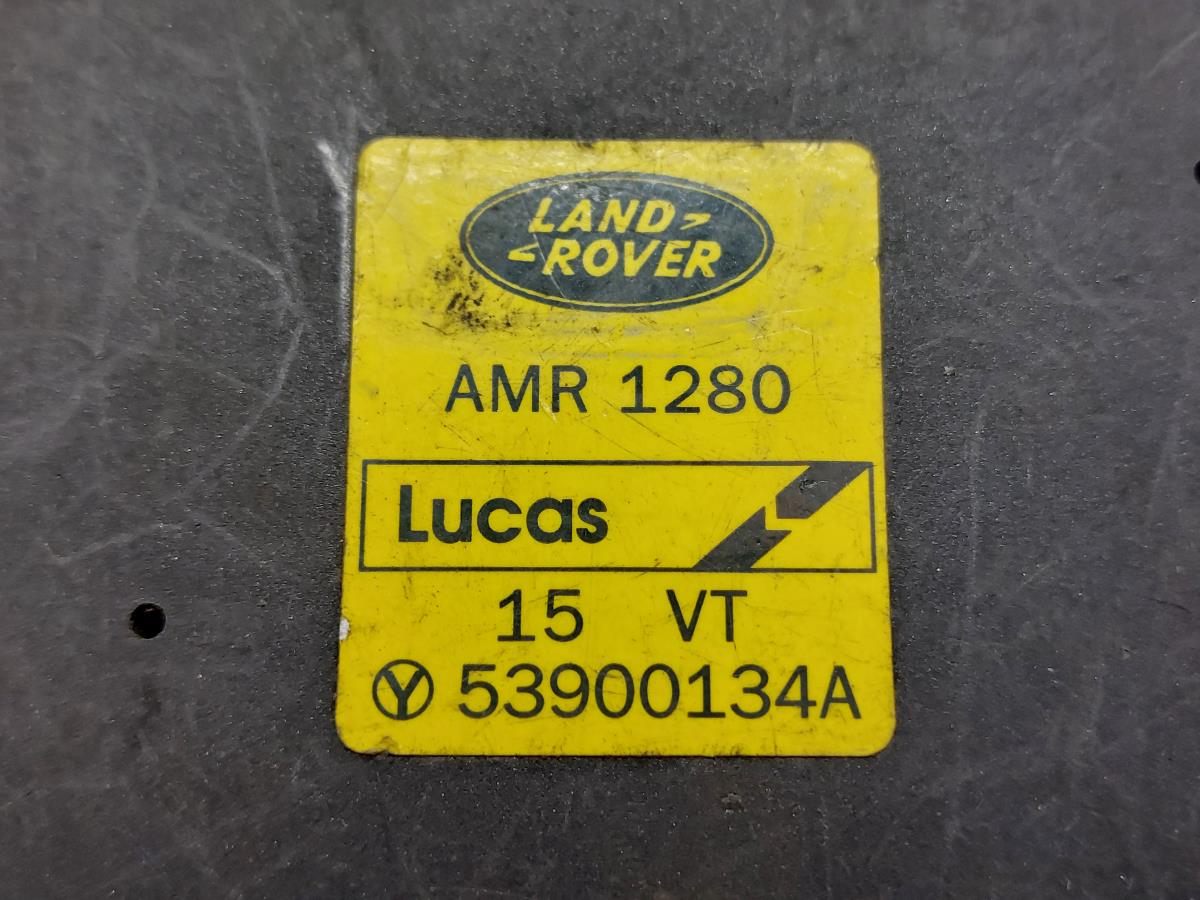 LAND
ROVER
AMR 1280
Lucas
15 VT
Y 53900134A